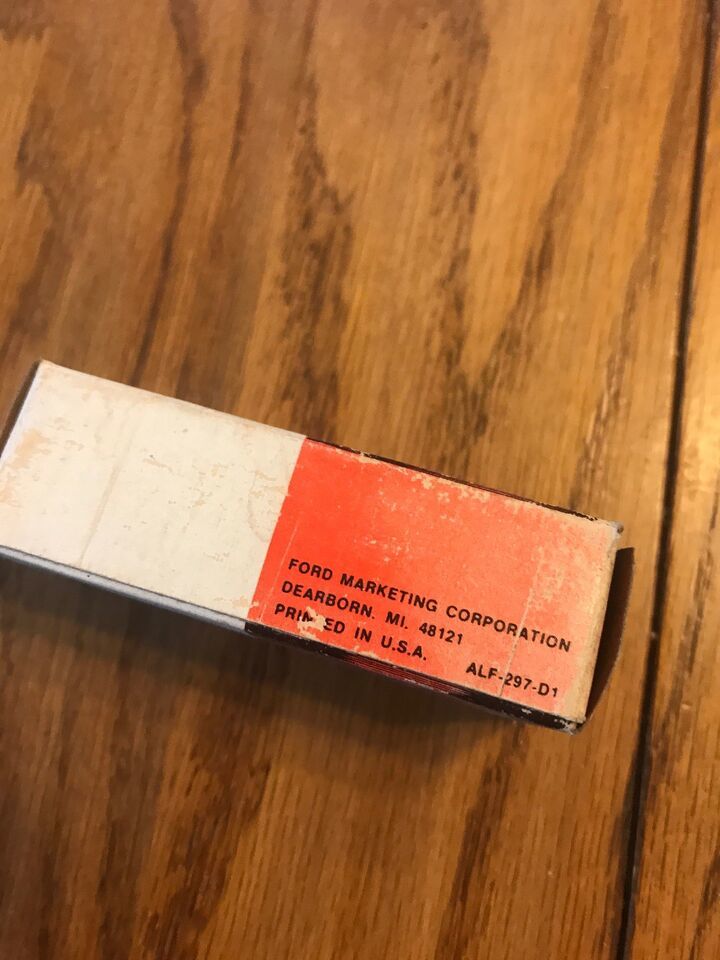 FORD MARKETING CORPORATION
DEARBORN, MI. 48121
IN U.S.A.
ALF-297-D1